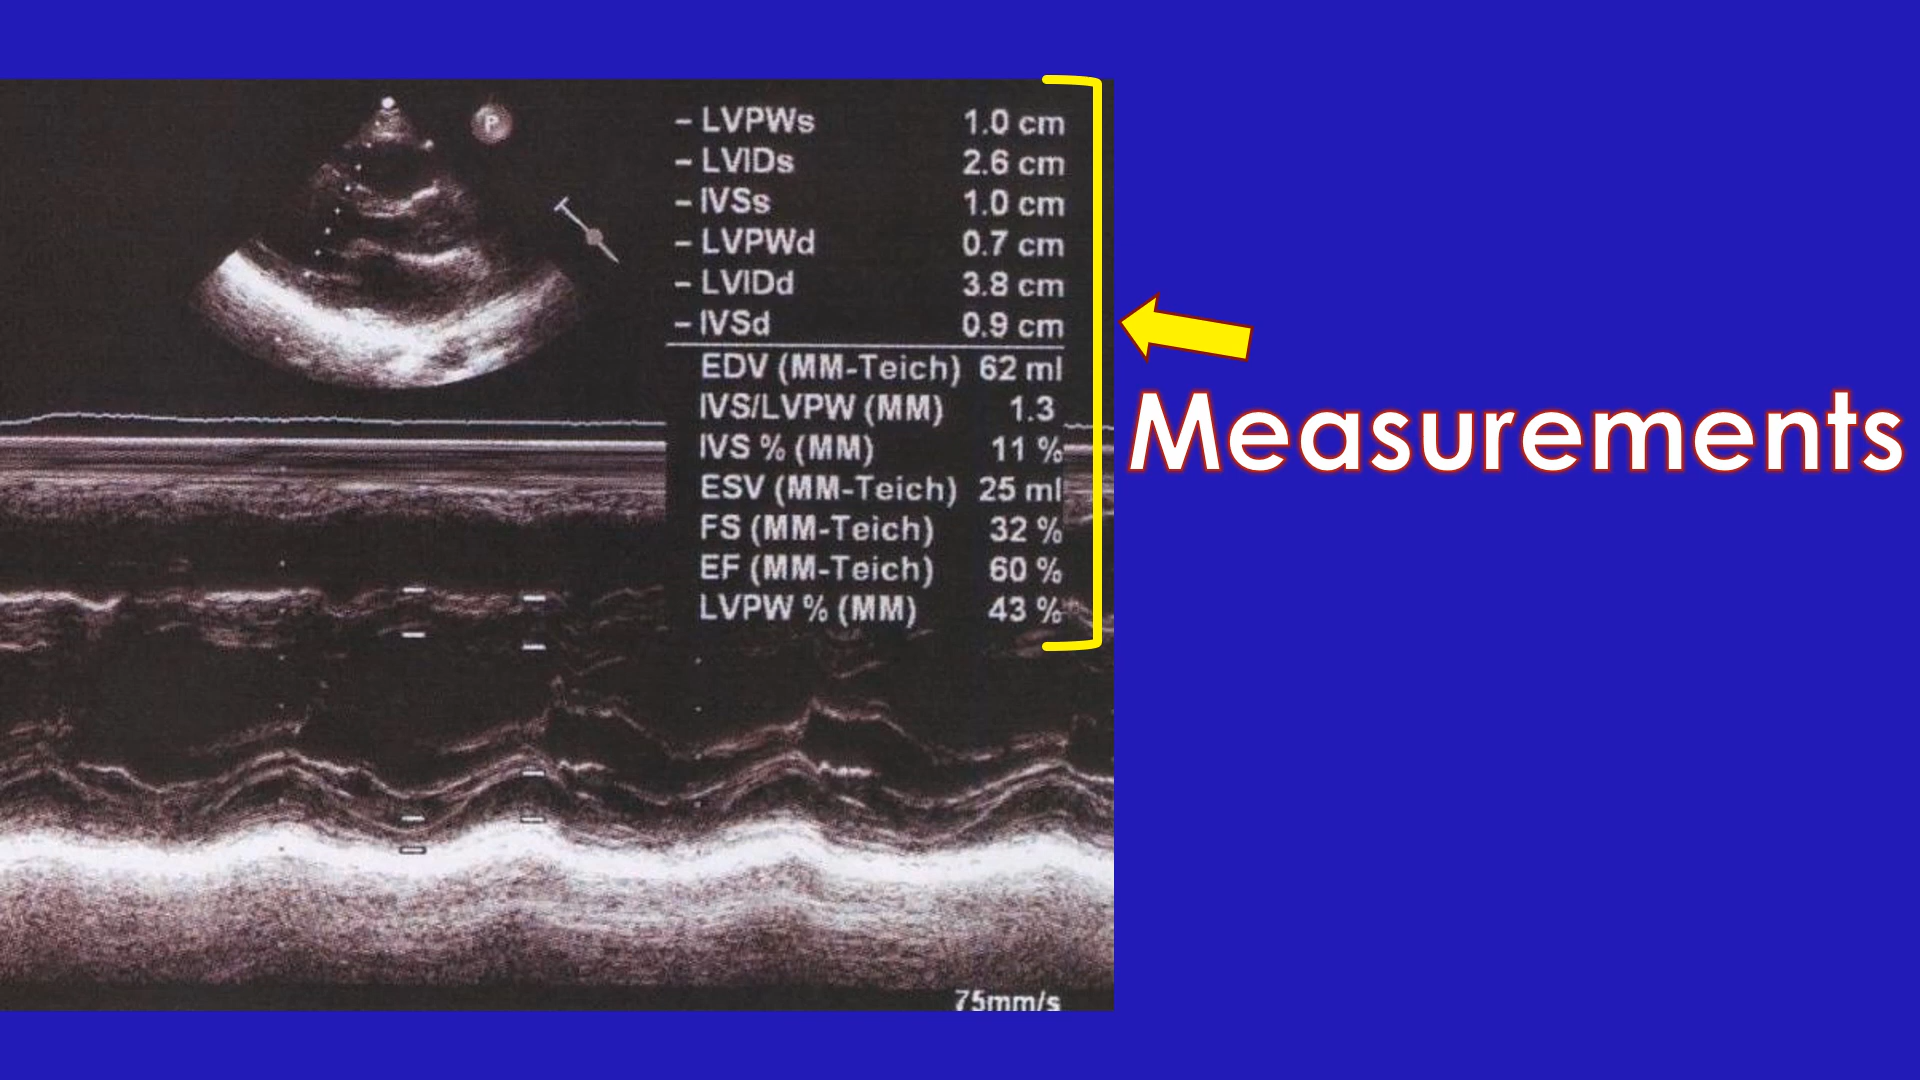 P
– LVPWs 1.0 cm
– LVIDs 2.6 cm
– IVSs 1.0 cm
– LVPWd 0.7 cm
– LVIDd 3.8 cm
– IVSd 0.9 cm
EDV (MM-Teich) 62 ml
IVS/LVPW (MM) 1.3
IVS % (MM) 11 %
ESV (MM-Teich) 25 ml
FS (MM-Teich) 32 %
EF (MM-Teich) 60 %
LVPW % (MM) 43 %
Measurements
75mm/s